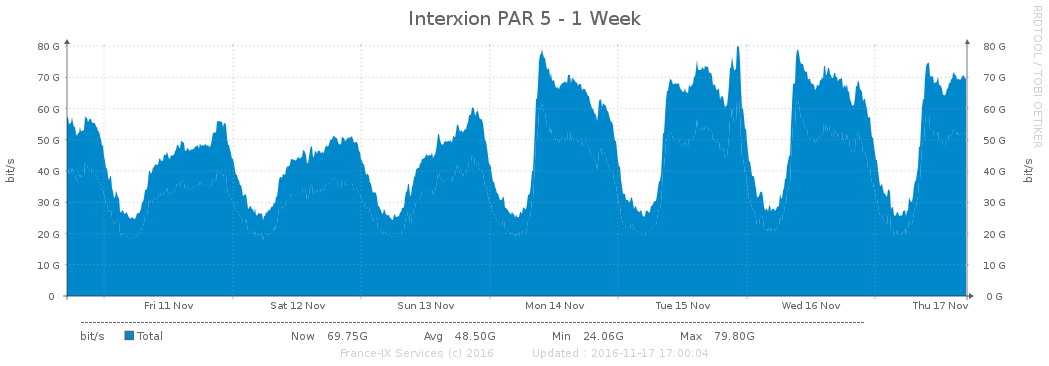 Interxion PAR 5 - 1 Week
RRDTOOL / TOBI OETIKER
bit/s
80 G 80 G
70 G 70 G
60 G 60 G
50 G 50 G
40 G 40 G
30 G 30 G
20 G 20 G
10 G 10 G
0 0 G
bit/s
Fri 11 Nov Sat 12 Nov Sun 13 Nov Mon 14 Nov Tue 15 Nov Wed 16 Nov Thu 17 Nov
bit/s Total Now 69.75G Avg 48.50G Min 24.06G Max 79.80G
France-IX Services (c) 2016 Updated : 2016-11-17 17:00:04